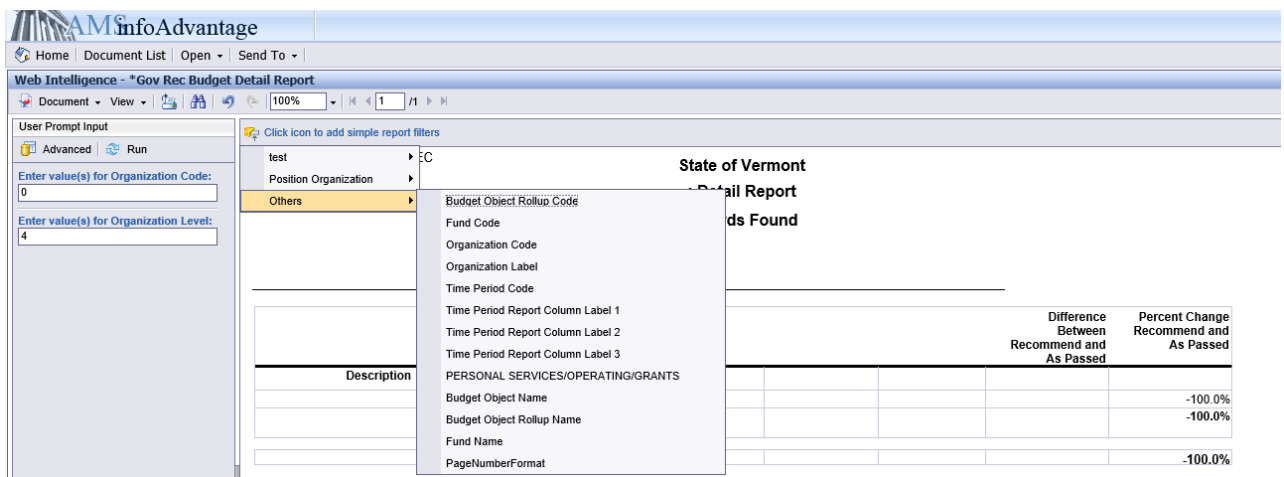 AMSinfoAdvantage
Home Document List Open Send To
Web Intelligence - *Gov Rec Budget Detail Report
Document View 100% 1 /1
User Prompt Input
Advanced Run
Enter value(s) for Organization Code:
0
Enter value(s) for Organization Level:
4
Click icon to add simple report filters
test
Position Organization
Others
Budget Object Rollup Code
Fund Code
Organization Code
Organization Label
Time Period Code
Time Period Report Column Label 1
Time Period Report Column Label 2
Time Period Report Column Label 3
PERSONAL SERVICES/OPERATING/GRANTS
Budget Object Name
Budget Object Rollup Name
Fund Name
PageNumberFormat
EC
State of Vermont
Detail Report
ds Found
Difference
Between
Recommend and
As Passed
Percent Change
Recommend and
As Passed
Description
-100.0%
-100.0%
-100.0%